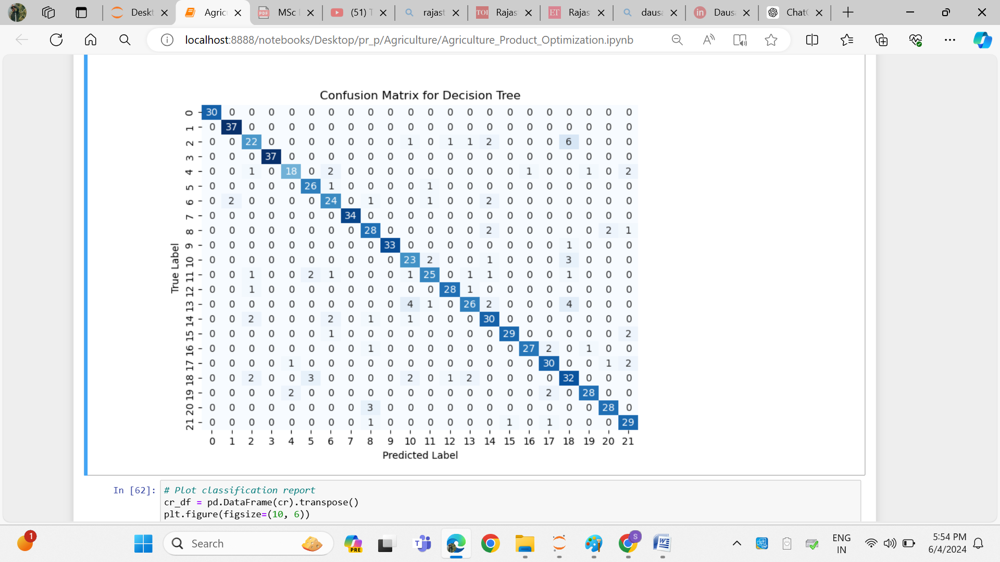 Deskt
Agric
PDF MSc
(51) T
rajast
TOI Rajas
ET Rajas
daus
in Daus
Chat
localhost:8888/notebooks/Desktop/pr_p/Agriculture/Agriculture_Product_Optimization.ipynb
Confusion Matrix for Decision Tree
True Label
0 30 0 0 0 0 0 0 0 0 0 0 0 0 0 0 0 0 0 0 0 0 0
1 0 37 0 0 0 0 0 0 0 0 0 0 0 0 0 0 0 0 0 0 0 0
2 0 0 22 0 0 0 0 0 0 0 1 0 1 1 2 0 0 0 6 0 0 0
3 0 0 0 37 0 0 0 0 0 0 0 0 0 0 0 0 0 0 0 0 0 0
4 0 0 1 0 18 0 2 0 0 0 0 0 0 0 0 0 1 0 0 1 0 2
5 0 0 0 0 0 26 1 0 0 0 0 1 0 0 0 0 0 0 0 0 0 0
6 0 2 0 0 0 0 24 0 1 0 0 1 0 0 2 0 0 0 0 0 0 0
7 0 0 0 0 0 0 0 34 0 0 0 0 0 0 0 0 0 0 0 0 0 0
8 0 0 0 0 0 0 0 0 28 0 0 0 0 0 2 0 0 0 0 0 2 1
9 0 0 0 0 0 0 0 0 0 33 0 0 0 0 0 0 0 0 1 0 0 0
10 0 0 0 0 0 0 0 0 0 0 23 2 0 0 1 0 0 0 3 0 0 0
11 0 0 1 0 0 2 1 0 0 0 1 25 0 1 1 0 0 0 1 0 0 0
12 0 0 1 0 0 0 0 0 0 0 0 0 28 1 0 0 0 0 0 0 0 0
13 0 0 0 0 0 0 0 0 0 0 4 1 0 26 2 0 0 0 4 0 0 0
14 0 0 2 0 0 0 2 0 1 0 1 0 0 0 30 0 0 0 0 0 0 0
15 0 0 0 0 0 0 1 0 0 0 0 0 0 0 0 29 0 0 0 0 0 2
16 0 0 0 0 0 0 0 0 1 0 0 0 0 0 0 0 27 2 0 1 0 0
17 0 0 0 0 1 0 0 0 0 0 0 0 0 0 0 0 0 30 0 0 1 2
18 0 0 2 0 0 3 0 0 0 0 2 0 1 2 0 0 0 0 32 0 0 0
19 0 0 0 0 2 0 0 0 0 0 0 0 0 0 0 0 0 2 0 28 0 0
20 0 0 0 0 0 0 0 0 3 0 0 0 0 0 0 0 0 0 0 0 28 0
21 0 0 0 0 0 0 0 0 1 0 0 0 0 0 0 1 0 1 0 0 0 29
0 1 2 3 4 5 6 7 8 9 10 11 12 13 14 15 16 17 18 19 20 21
Predicted Label
In [62]:
# Plot classification report
cr_df = pd.DataFrame(cr).transpose()
plt.figure(figsize=(10, 6))
1
Search
PRE
T
S
W
ENG
IN
5:54 PM
6/4/2024